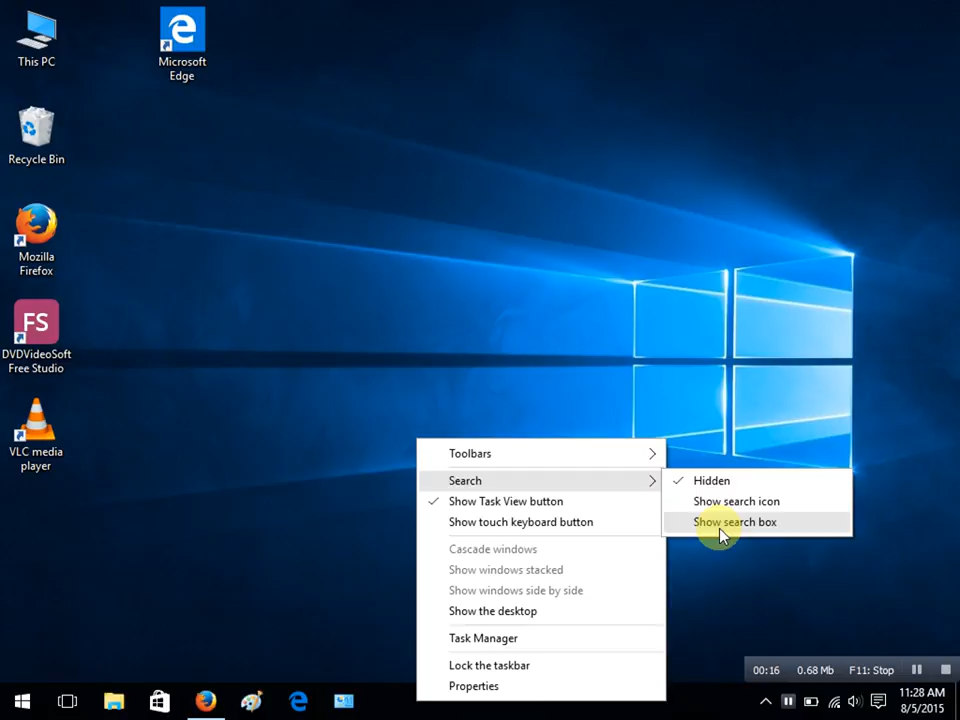 This PC
Microsoft
Edge
Recycle Bin
Mozilla
Firefox
FS
DVDVideoSoft
Free Studio
VLC media
player
Toolbars
Search
Show Task View button
Show touch keyboard button
Cascade windows
Show windows stacked
Show windows side by side
Show the desktop
Task Manager
Lock the taskbar
Properties
Hidden
Show search icon
Show search box
00:16 0.68 Mb F11: Stop
11:28 AM
8/5/2015